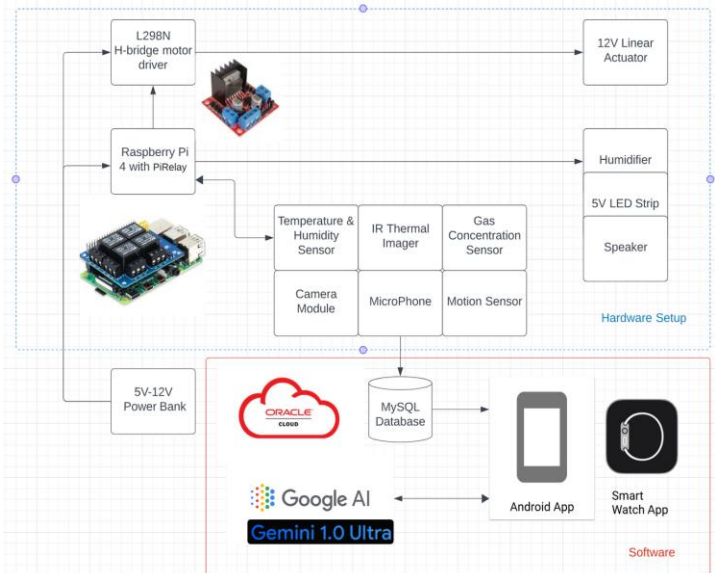 L298N
H-bridge motor
driver
12V Linear
Actuator
Raspberry Pi
4 with PiRelay
Humidifier
5V LED Strip
Speaker
Temperature &
Humidity
Sensor
IR Thermal
Imager
Gas
Concentration
Sensor
Camera
Module
MicroPhone
Motion Sensor
Hardware Setup
5V-12V
Power Bank
ORACLE
CLOUD
MySQL
Database
Google AI
Gemini 1.0 Ultra
Android App
Smart
Watch App
Software